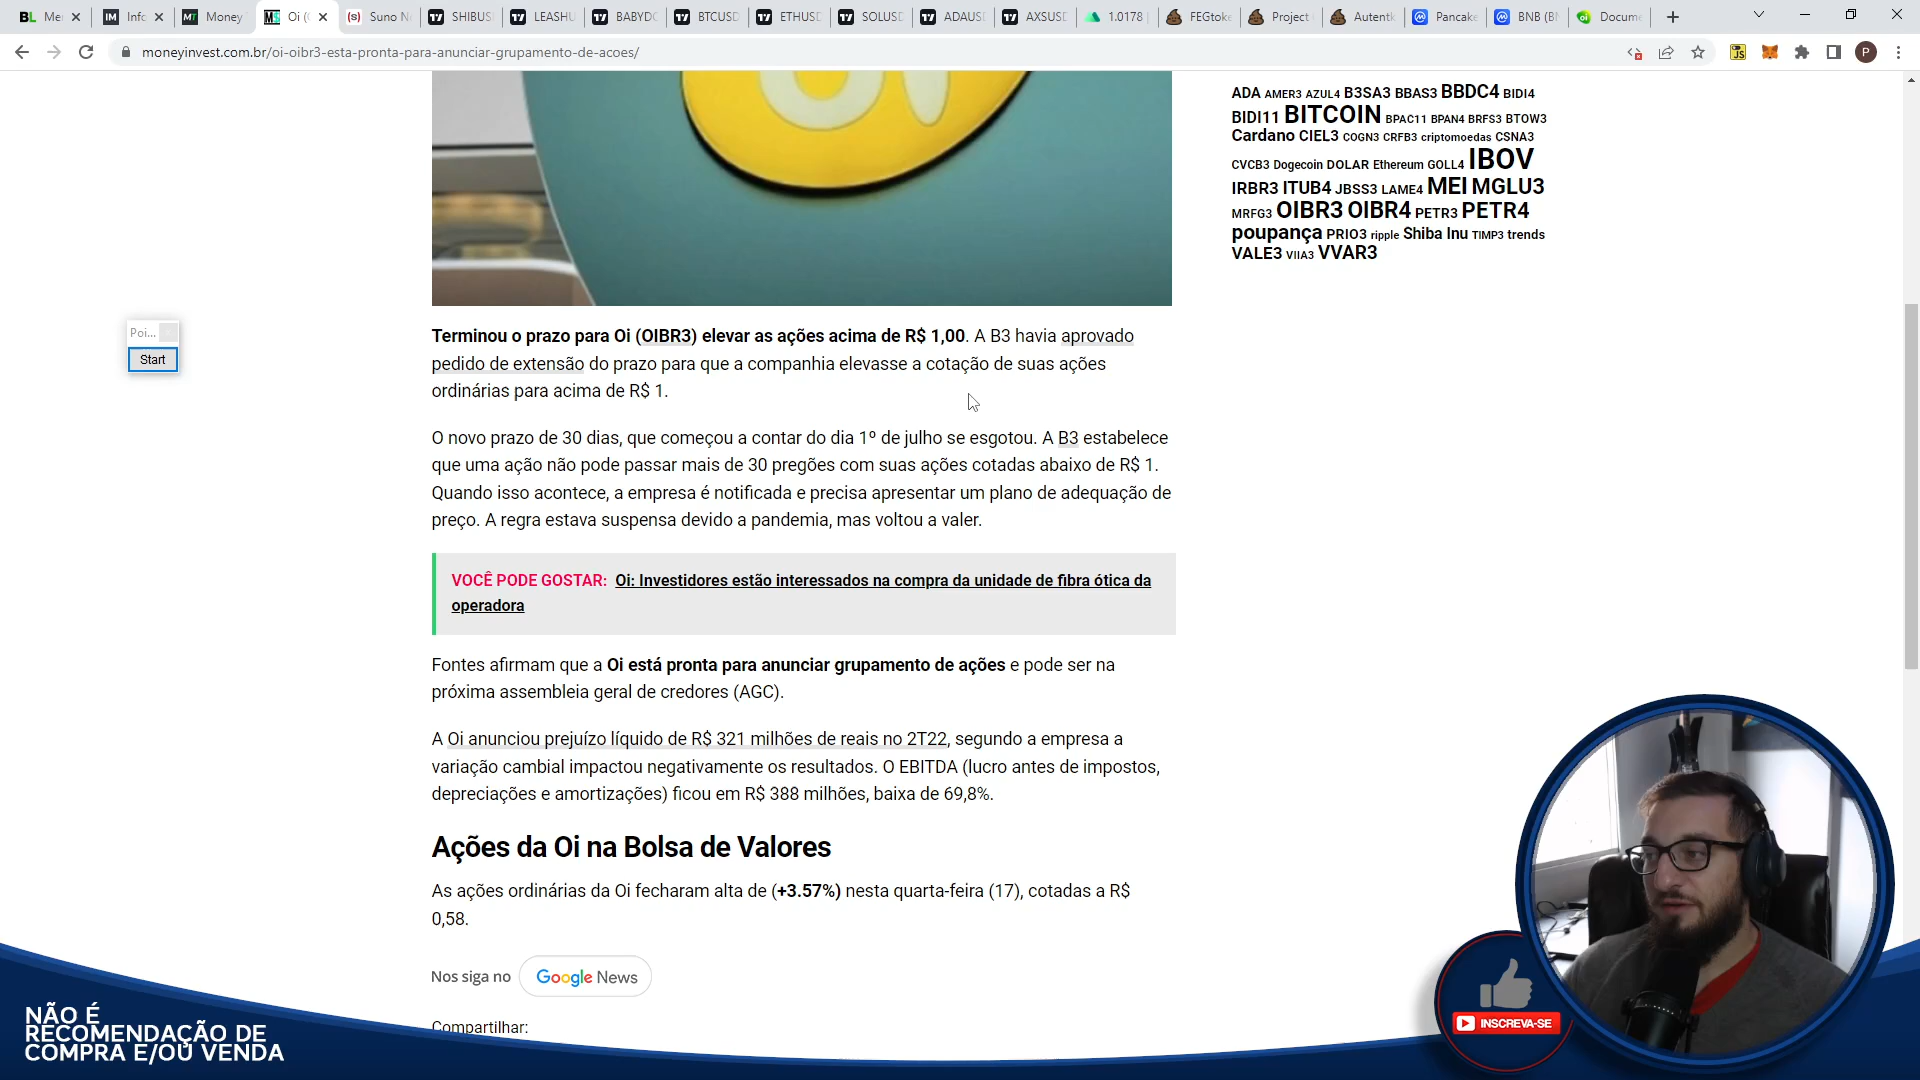 Me
Info
Money
Oi (
Suno N
SHIBUS
LEASHU
BABYDO
BTCUSD
ETHUSD
SOLUSD
ADAUSD
AXSUSD
1.0178
FEGtoke
Project
Autentk
Pancake
BNB (BN
Docume
moneyinvest.com.br/oi-oibr3-esta-pronta-para-anunciar-grupamento-de-acoes/
ADA AMER3 AZUL4 B3SA3 BBAS3 BBDC4 BIDI4
BIDI11 BITCOIN BPAC11 BPAN4 BRFS3 BTOW3
Cardano CIEL3 COGN3 CRFB3 criptomoedas CSNA3
CVCB3 Dogecoin DOLAR Ethereum GOLL4 IBOV
IRBR3 ITUB4 JBSS3 LAME4 MEI MGLU3
MRFG3 OIBR3 OIBR4 PETR3 PETR4
poupança PRIO3 ripple Shiba Inu TIMP3 trends
VALE3 VIIA3 VVAR3
Poi...
Start
Terminou o prazo para Oi (OIBR3) elevar as ações acima de R$ 1,00. A B3 havia aprovado
pedido de extensão do prazo para que a companhia elevasse a cotação de suas ações
ordinárias para acima de R$ 1.
O novo prazo de 30 dias, que começou a contar do dia 1º de julho se esgotou. A B3 estabelece
que uma ação não pode passar mais de 30 pregões com suas ações cotadas abaixo de R$ 1.
Quando isso acontece, a empresa é notificada e precisa apresentar um plano de adequação de
preço. A regra estava suspensa devido a pandemia, mas voltou a valer.
VOCÊ PODE GOSTAR: Oi: Investidores estão interessados na compra da unidade de fibra ótica da
operadora
Fontes afirmam que a Oi está pronta para anunciar grupamento de ações e pode ser na
próxima assembleia geral de credores (AGC).
A Oi anunciou prejuízo líquido de R$ 321 milhões de reais no 2T22, segundo a empresa a
variação cambial impactou negativamente os resultados. O EBITDA (lucro antes de impostos,
depreciações e amortizações) ficou em R$ 388 milhões, baixa de 69,8%.
Ações da Oi na Bolsa de Valores
As ações ordinárias da Oi fecharam alta de (+3.57%) nesta quarta-feira (17), cotadas a R$
0,58.
Nos siga no Google News
Compartilhar:
NÃO É
RECOMENDAÇÃO DE
COMPRA E/OU VENDA
INSCREVA-SE